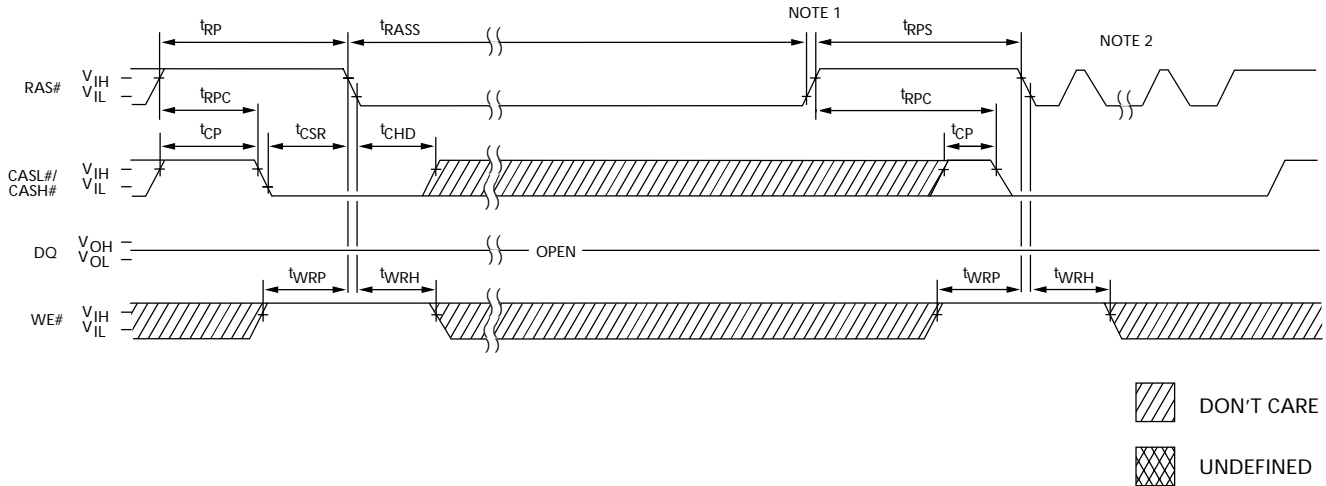 NOTE 1
tRP
tRASS
tRPS
NOTE 2
RAS#
VIH
VIL
tRPC
tRPC
tCP
tCSR
tCHD
tCP
CASL#/
CASH#
VIH
VIL
DQ
VOH
VOL
OPEN
tWRP
tWRH
tWRP
tWRH
WE#
VIH
VIL
DON'T CARE
UNDEFINED